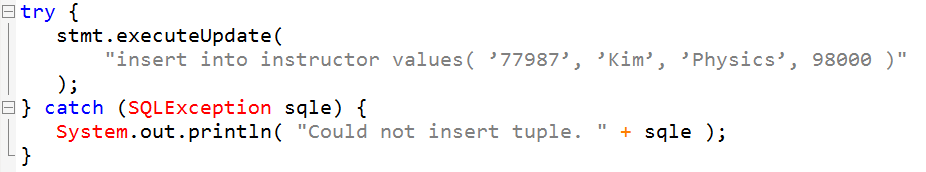 try {
stmt.executeUpdate(
"insert into instructor values( ’77987’, ’Kim’, ’Physics’, 98000 )"
);
} catch (SQLException sqle) {
System.out.println( "Could not insert tuple. " + sqle );
}